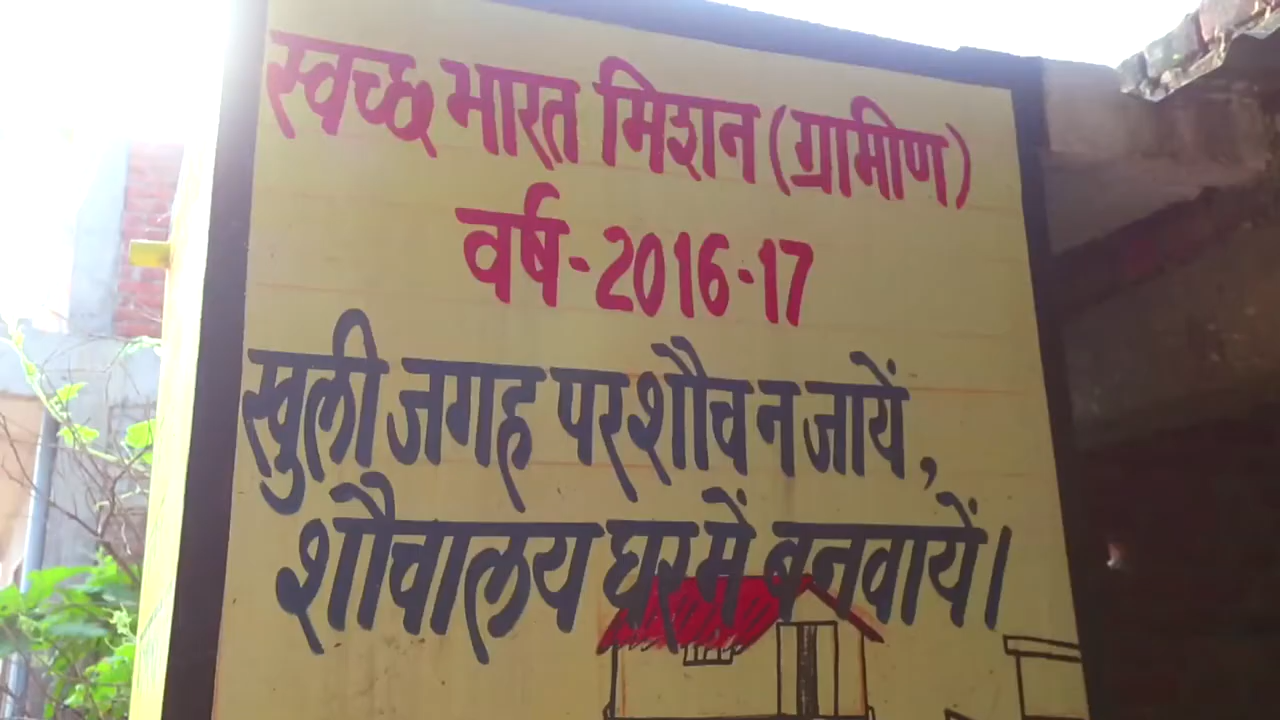 स्वच्छ भारत मिशन (ग्रामीण)
वर्ष-2016-17
खुली जगह पर शौच न जायें,
शौचालय घर में बनवायें।